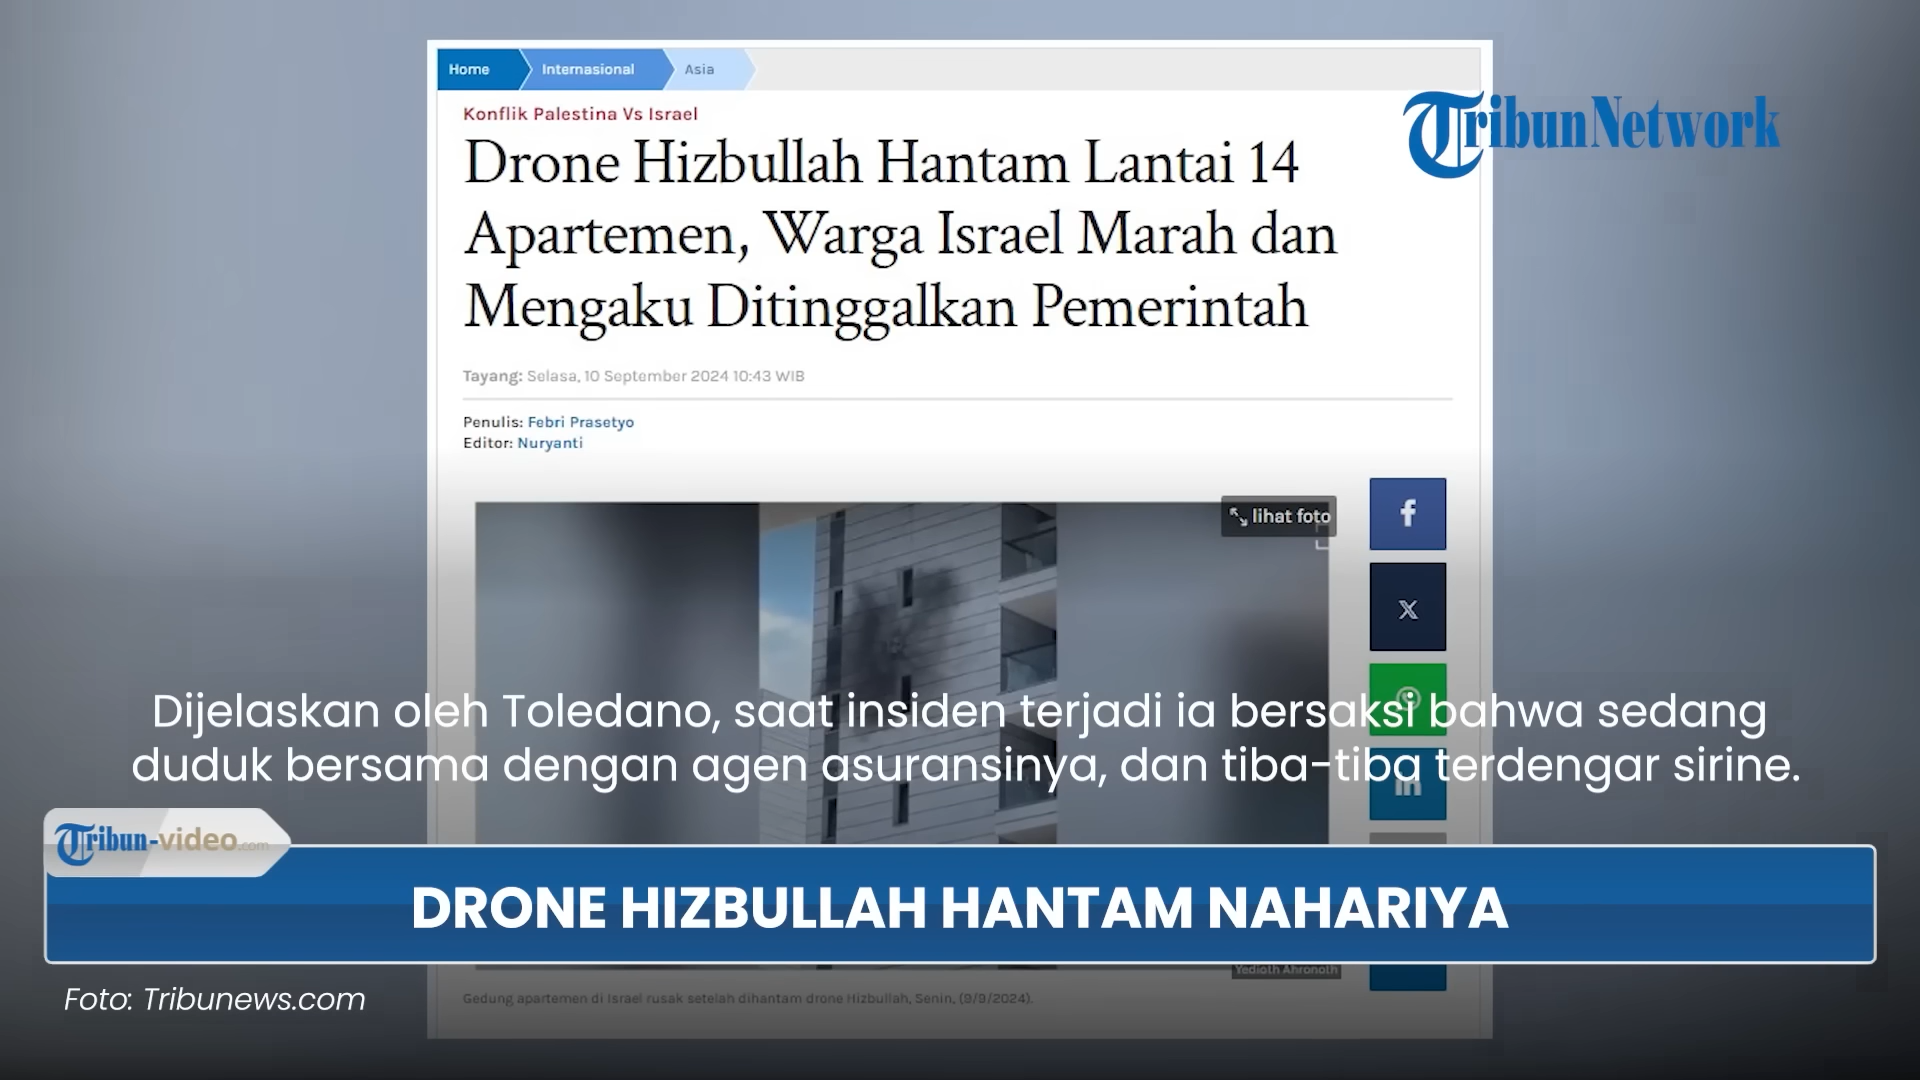 Home Internasional Asia
Konflik Palestina Vs Israel
TribunNetwork
Drone Hizbullah Hantam Lantai 14
Apartemen, Warga Israel Marah dan
Mengaku Ditinggalkan Pemerintah
Tayang: Selasa, 10 September 2024 10:43 WIB
Penulis: Febri Prasetyo
Editor: Nuryanti
lihat foto
Dijelaskan oleh Toledano, saat insiden terjadi ia bersaksi bahwa sedang
duduk bersama dengan agen asuransinya, dan tiba-tiba terdengar sirine.
Tribun-video.com
DRONE HIZBULLAH HANTAM NAHARIYA
Yedioth Ahronoth
Foto: Tribunews.com
Gedung apartemen di Israel rusak setelah dihantam drone Hizbullah, Senin, (9/9/2024).